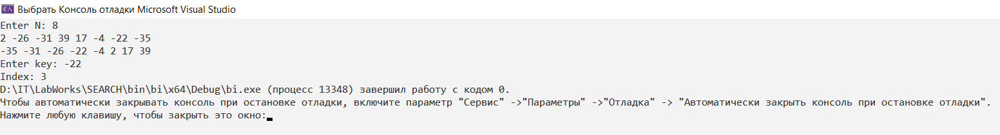 Выбрать Консоль отладки Microsoft Visual Studio
Enter N: 8
2 -26 -31 39 17 -4 -22 -35
-35 -31 -26 -22 -4 2 17 39
Enter key: -22
Index: 3
D:\IT\LabWorks\SEARCH\bin\bi\x64\Debug\bi.exe (процесс 13348) завершил работу с кодом 0.
Чтобы автоматически закрывать консоль при остановке отладки, включите параметр "Сервис" ->"Параметры" ->"Отладка" -> "Автоматически закрыть консоль при остановке отладки".
Нажмите любую клавишу, чтобы закрыть это окно: